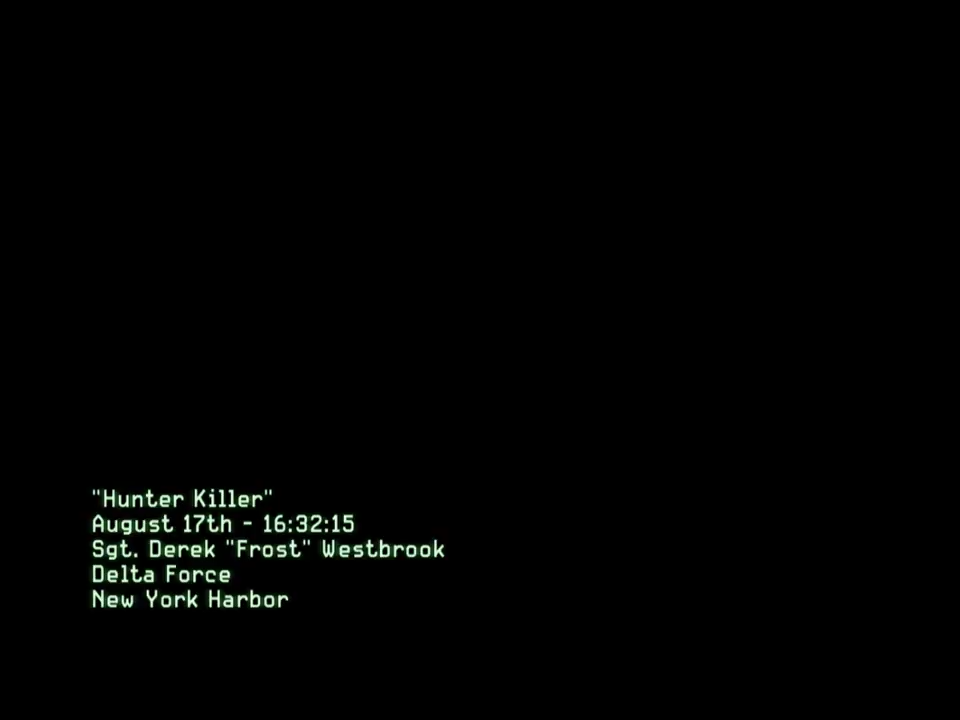 "Hunter Killer"
August 17th - 16:32:15
Sgt. Derek "Frost" Westbrook
Delta Force
New York Harbor